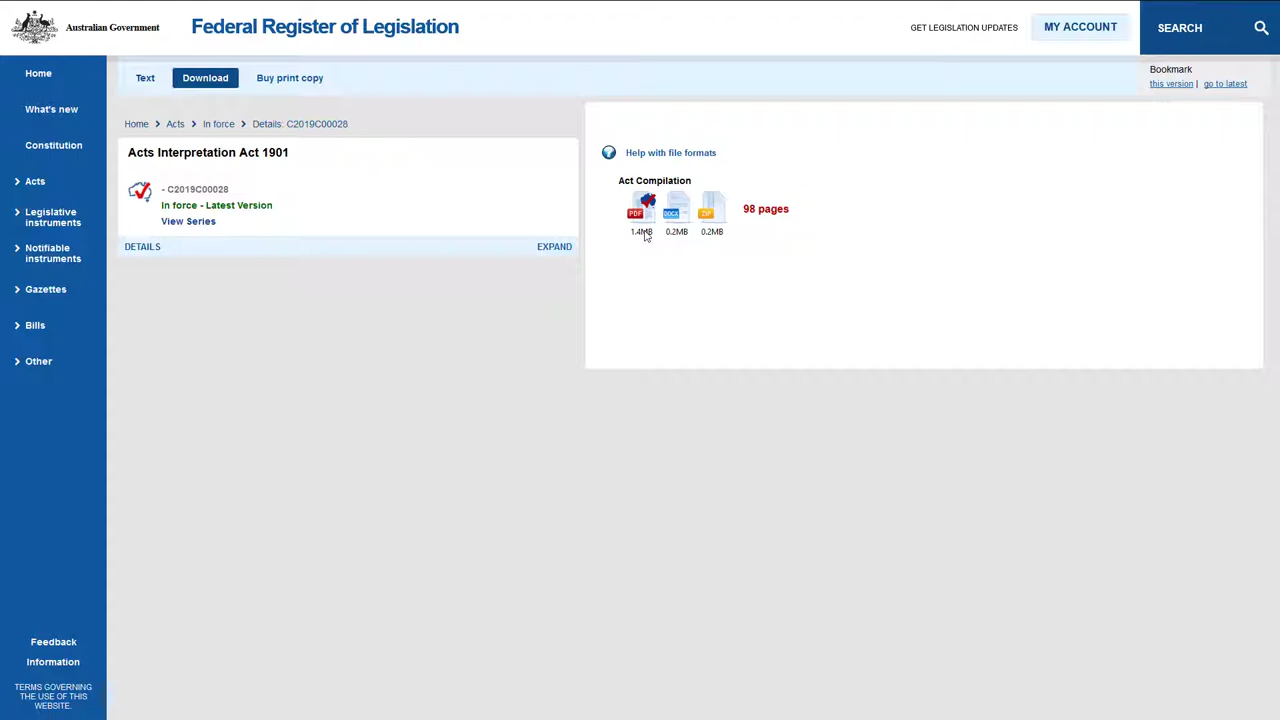 Australian Government
Federal Register of Legislation
GET LEGISLATION UPDATES
MY ACCOUNT
SEARCH
Home
What's new
Constitution
Acts
Legislative
instruments
Notifiable
instruments
Gazettes
Bills
Other
Feedback
Information
TERMS GOVERNING
THE USE OF THIS
WEBSITE.
Text
Download
Buy print copy
Bookmark
this version | go to latest
Home > Acts > In force > Details: C2019C00028
Acts Interpretation Act 1901
- C2019C00028
In force - Latest Version
View Series
DETAILS
EXPAND
Help with file formats
Act Compilation
PDF DOCX ZIP
98 pages
1.4MB 0.2MB 0.2MB